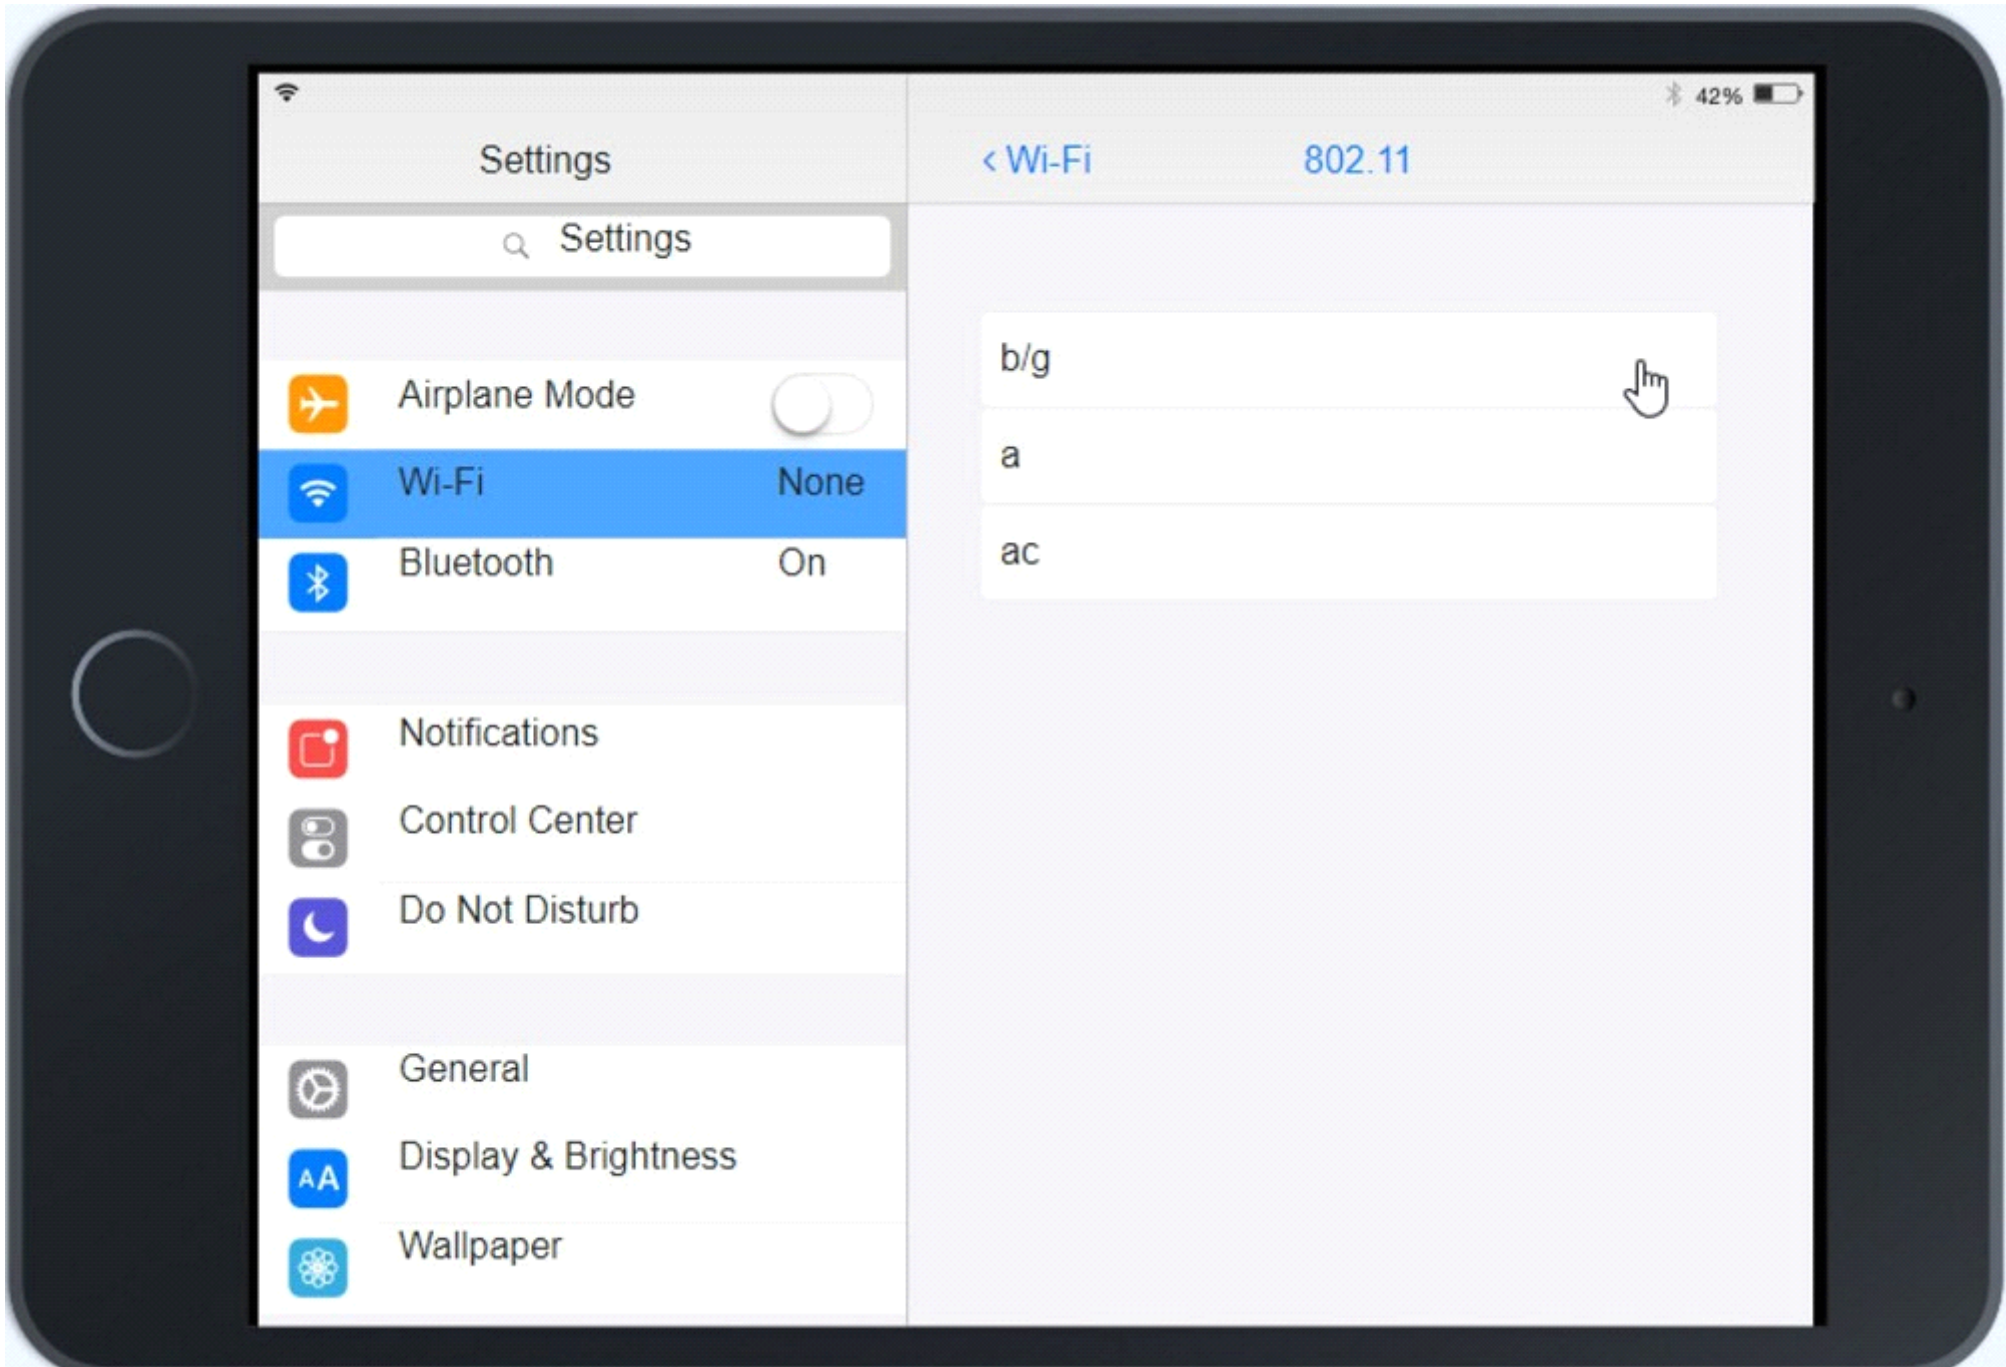 42%
Settings
< Wi-Fi 802.11
Settings
Airplane Mode
Wi-Fi None
Bluetooth On
Notifications
Control Center
Do Not Disturb
General
AA Display & Brightness
Wallpaper
b/g
a
ac